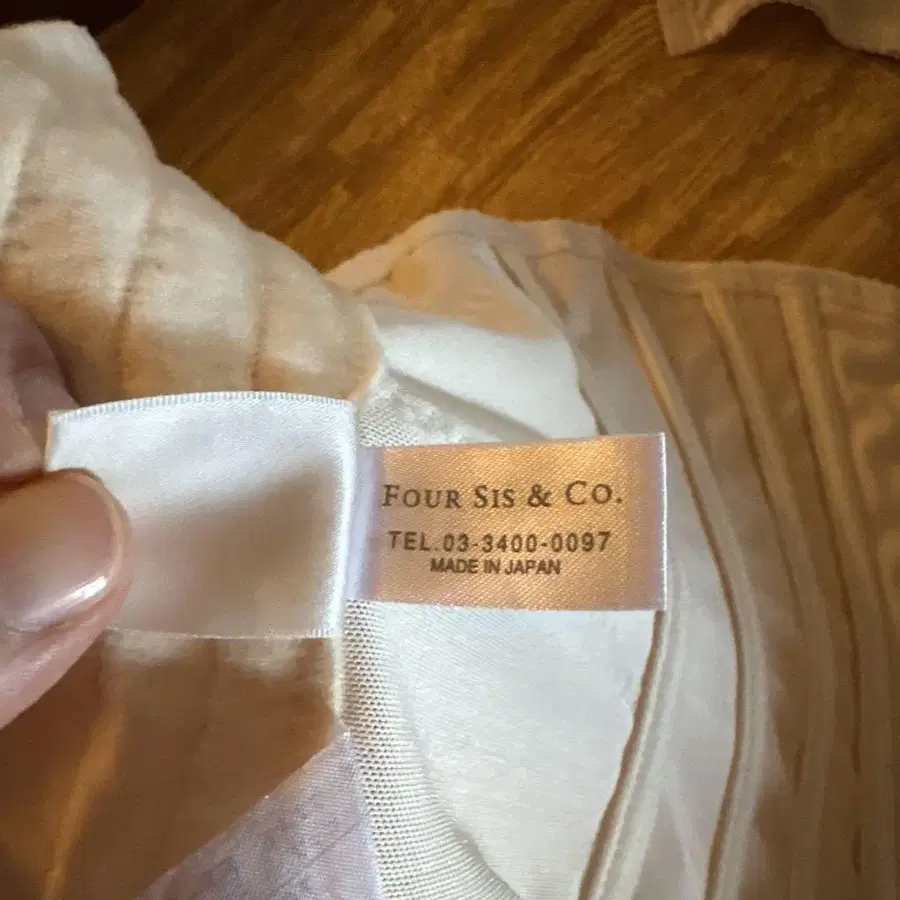 FOUR SIS & CO.
TEL.03-3400-0097
MADE IN JAPAN